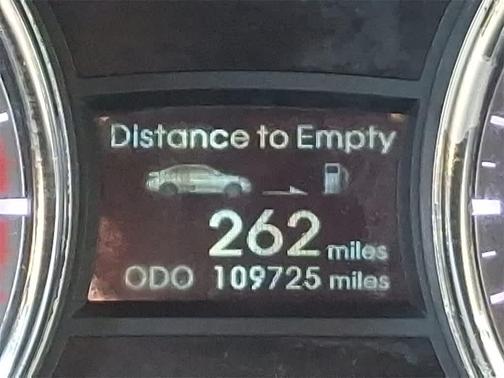 Distance to Empty
262 miles
ODO 109725 miles